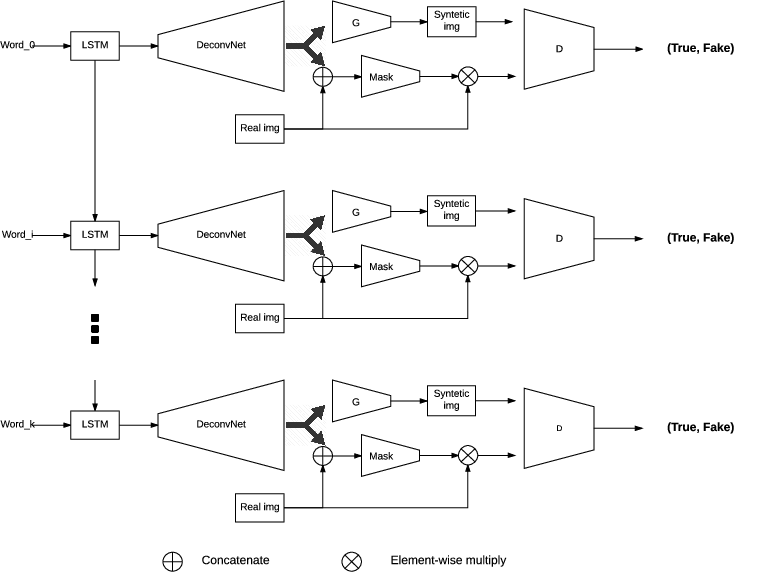 G
Syntetic
img
Word_0
LSTM
DeconvNet
D
(True, Fake)
Mask
Real img
G
Syntetic
img
Word_i
LSTM
DeconvNet
D
(True, Fake)
Mask
Real img
G
Syntetic
img
Word_k
LSTM
DeconvNet
D
(True, Fake)
Mask
Real img
Concatenate
Element-wise multiply